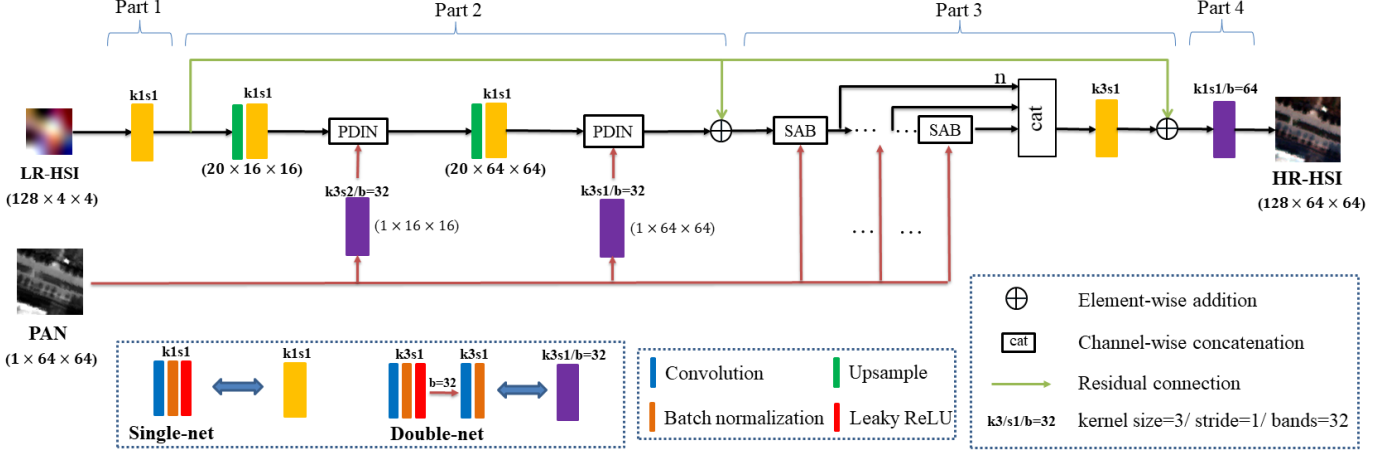 Part 1
Part 2
Part 3
Part 4
n
k1s1
k1s1
k1s1
k3s1
k1s1/b=64
PDIN
PDIN
SAB
... ...
SAB
cat
LR-HSI
(128 × 4 × 4)
(20 × 16 × 16)
(20 × 64 × 64)
HR-HSI
(128 × 64 × 64)
k3s2/b=32
k3s1/b=32
(1 × 16 × 16)
(1 × 64 × 64)
... ...
PAN
(1 × 64 × 64)
k1s1
k1s1
k3s1
k3s1
k3s1/b=32
b=32
Single-net
Double-net
Convolution
Upsample
Batch normalization
Leaky ReLU
Element-wise addition
cat
Channel-wise concatenation
Residual connection
k3/s1/b=32
kernel size=3/ stride=1/ bands=32